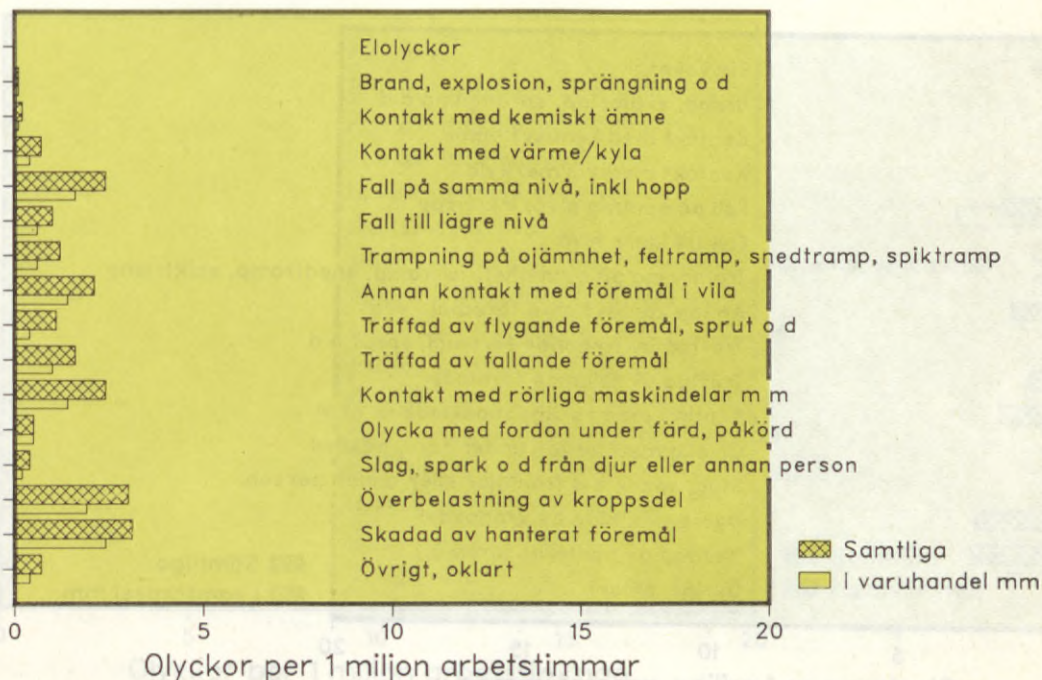 Elolyckor
Brand, explosion, sprängning o d
Kontakt med kemiskt ämne
Kontakt med värme/kyla
Fall på samma nivå, inkl hopp
Fall till lägre nivå
Trampning på ojämnhet, feltramp, snedtramp, spiktramp
Annan kontakt med föremål i vila
Träffad av flygande föremål, sprut o d
Träffad av fallande föremål
Kontakt med rörliga maskindelar m m
Olycka med fordon under färd, påkörd
Slag, spark o d från djur eller annan person
Överbelastning av kroppsdel
Skadad av hanterat föremål
Övrigt, oklart
Samtliga
I varuhandel mm
0 5 10 15 20
Olyckor per 1 miljon arbetstimmar